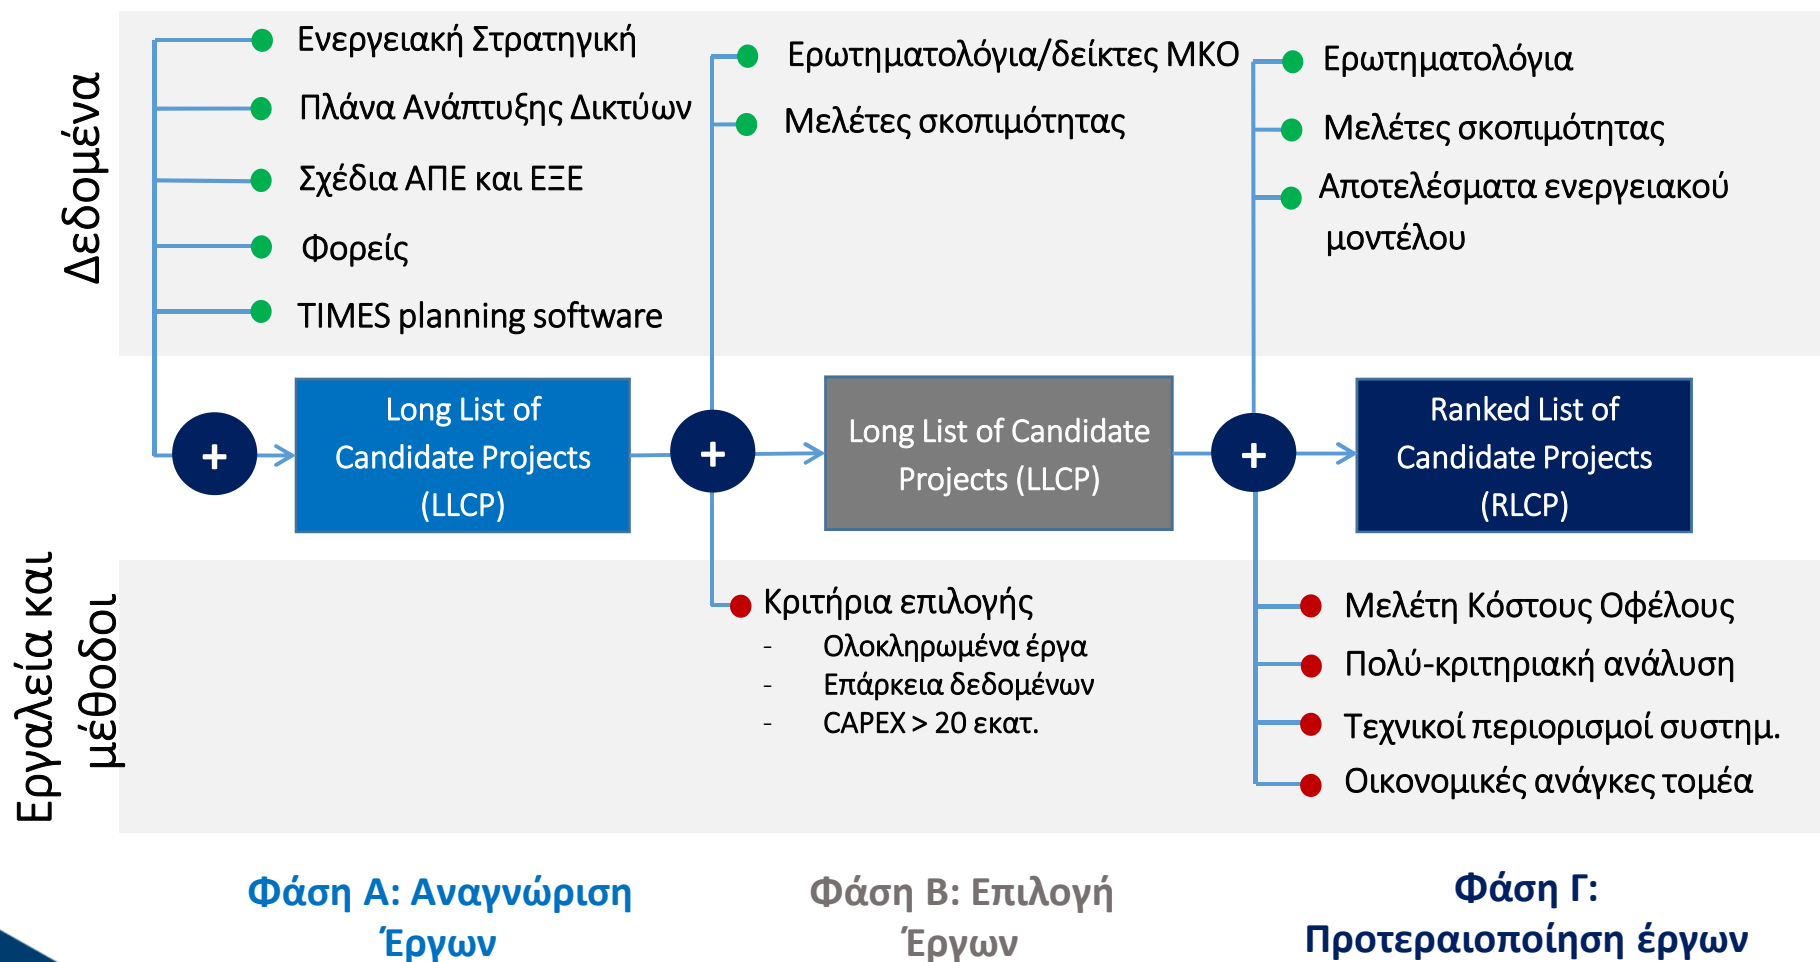 Δεδομένα
Ενεργειακή Στρατηγική
Πλάνα Ανάπτυξης Δικτύων
Σχέδια ΑΠΕ και ΕΞΕ
Φορείς
TIMES planning software
Ερωτηματολόγια/δείκτες ΜΚΟ
Μελέτες σκοπιμότητας
Ερωτηματολόγια
Μελέτες σκοπιμότητας
Αποτελέσματα ενεργειακού
μοντέλου
+
Long List of
Candidate Projects
(LLCP)
+
Long List of Candidate
Projects (LLCP)
+
Ranked List of
Candidate Projects
(RLCP)
Εργαλεία και
μέθοδοι
Κριτήρια επιλογής
- Ολοκληρωμένα έργα
- Επάρκεια δεδομένων
- CAPEX > 20 εκατ.
Μελέτη Κόστους Οφέλους
Πολύ-κριτηριακή ανάλυση
Τεχνικοί περιορισμοί συστημ.
Οικονομικές ανάγκες τομέα
Φάση Α: Αναγνώριση
Έργων
Φάση Β: Επιλογή
Έργων
Φάση Γ:
Προτεραιοποίηση έργων